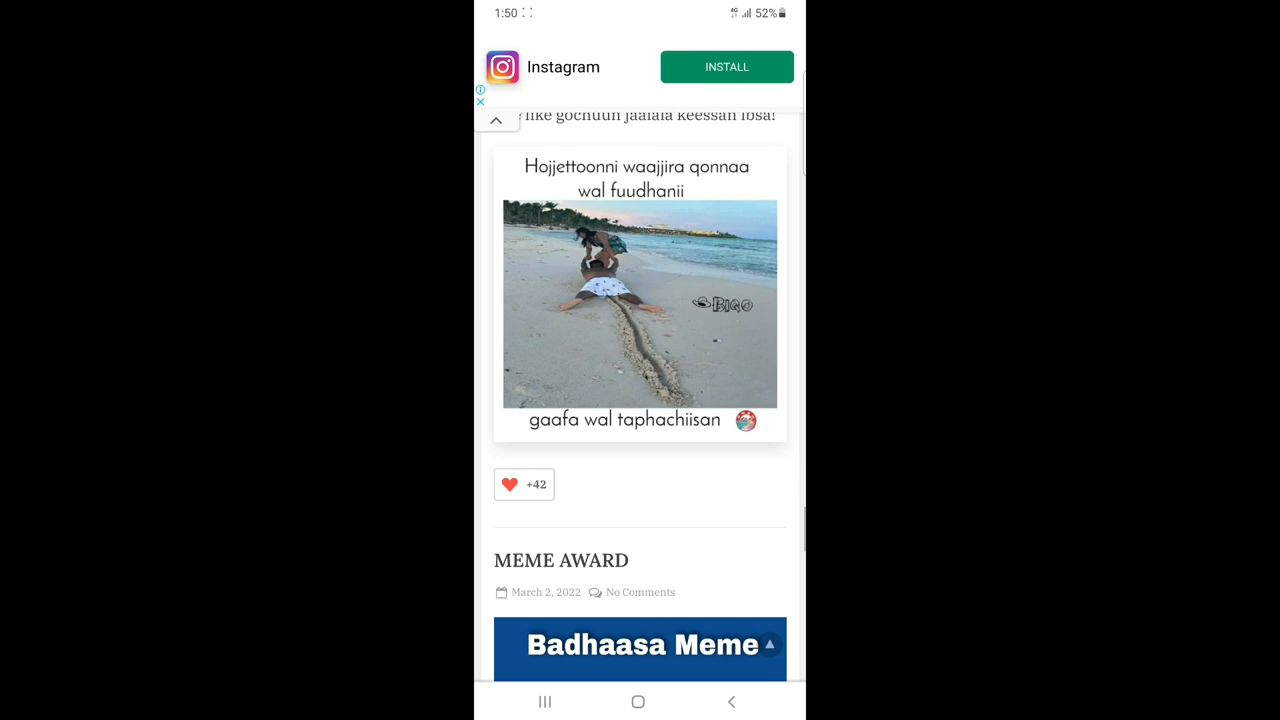 1:50
4G
52%
Instagram
INSTALL
like gochuun jaalala keessan ibsa!
Hojjettoonni waajjira qonnaa
wal fuudhanii
BIQO
gaafa wal taphachiisan
+42
MEME AWARD
March 2, 2022 No Comments
Badhaasa Meme